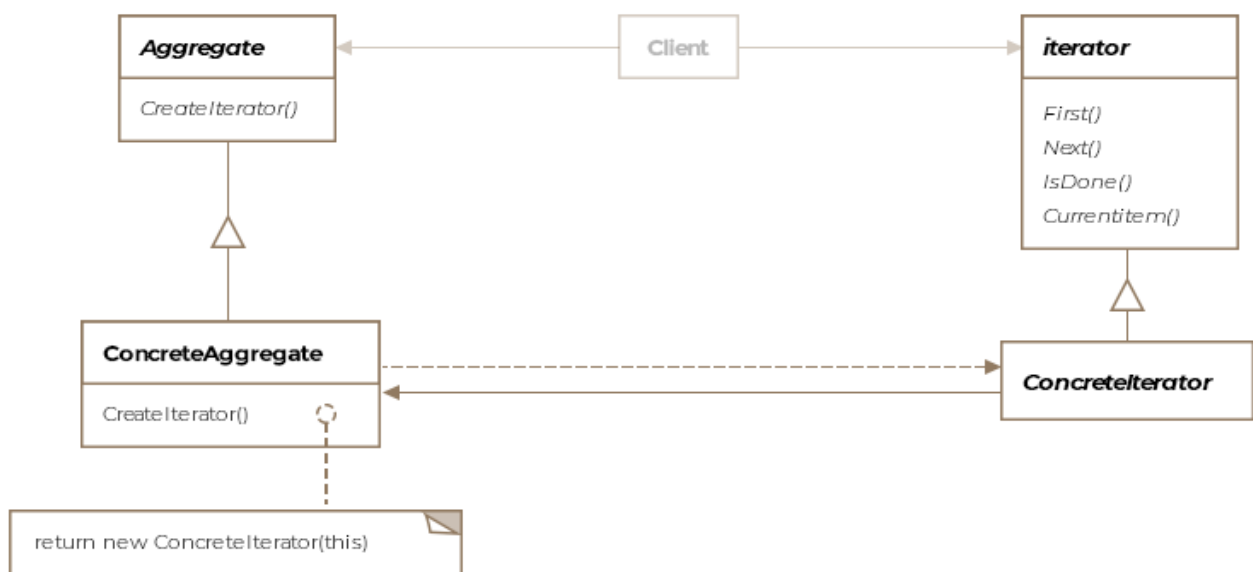 Aggregate
CreateIterator()
Client
iterator
First()
Next()
IsDone()
Currentitem()
ConcreteAggregate
CreateIterator()
ConcreteIterator
return new ConcreteIterator(this)